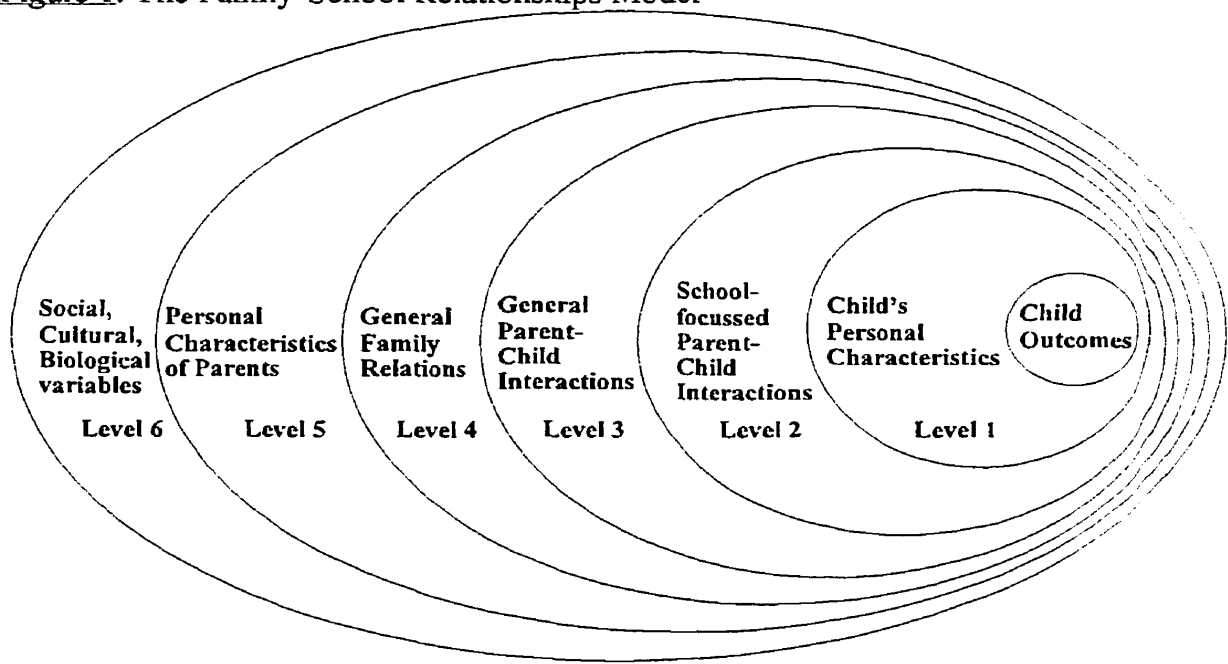 Figure 1. The Family-School Relationships Model
Social,
Cultural,
Biological
variables
Level 6
Personal
Characteristics
of Parents
Level 5
General
Family
Relations
Level 4
General
Parent-
Child
Interactions
Level 3
School-
focussed
Parent-
Child
Interactions
Level 2
Child's
Personal
Characteristics
Level 1
Child
Outcomes